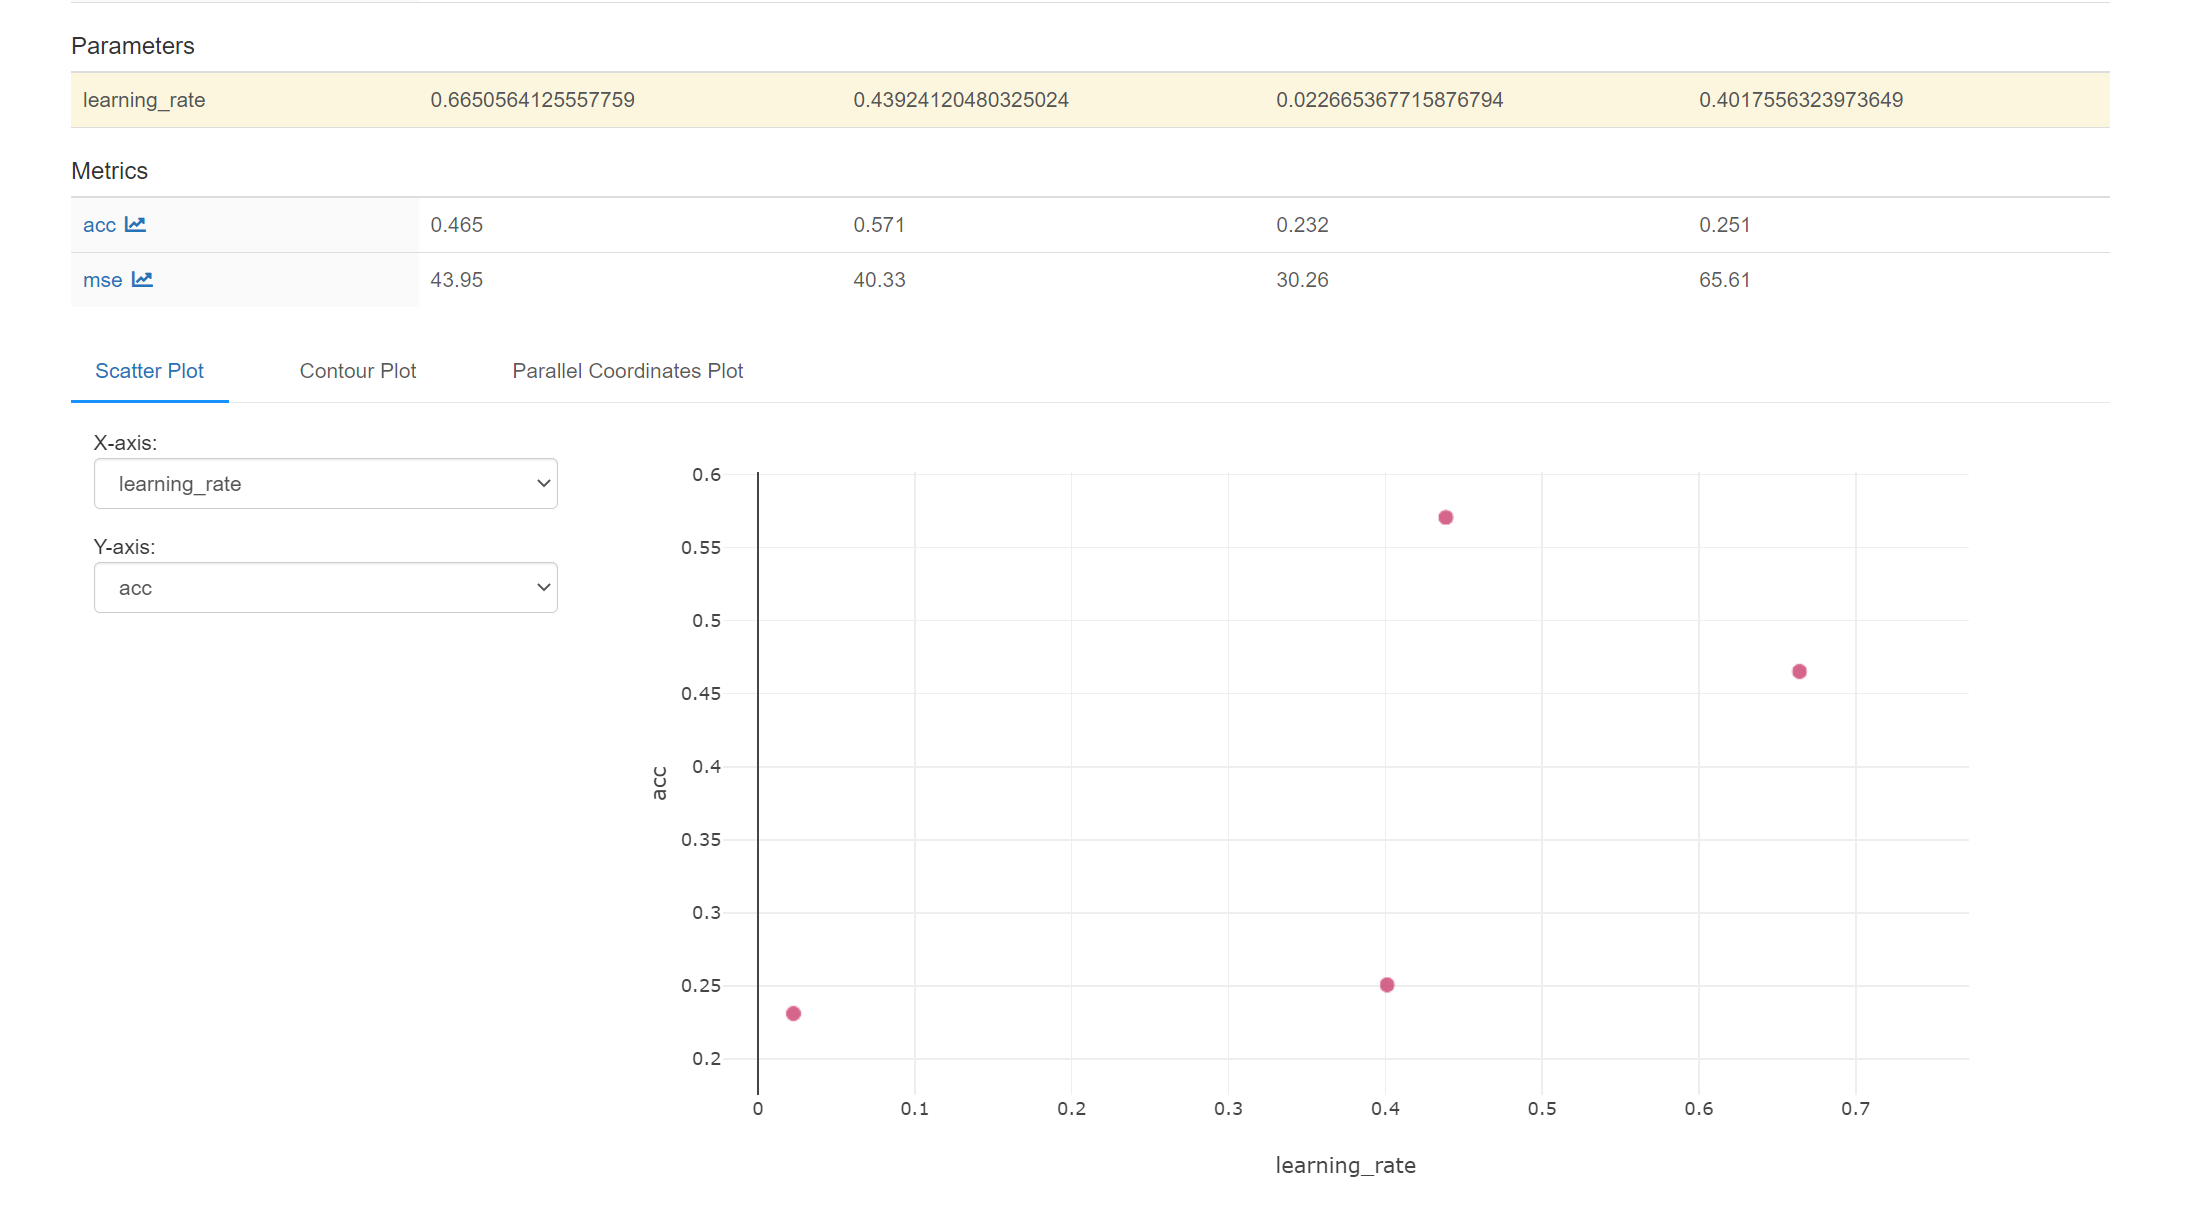 Parameters
learning_rate 0.6650564125557759 0.43924120480325024 0.022665367715876794 0.4017556323973649
Metrics
acc 0.465 0.571 0.232 0.251
mse 43.95 40.33 30.26 65.61
Scatter Plot Contour Plot Parallel Coordinates Plot
X-axis:
learning_rate
Y-axis:
acc
0.6
0.55
0.5
0.45
0.4
0.35
0.3
0.25
0.2
acc
0 0.1 0.2 0.3 0.4 0.5 0.6 0.7
learning_rate